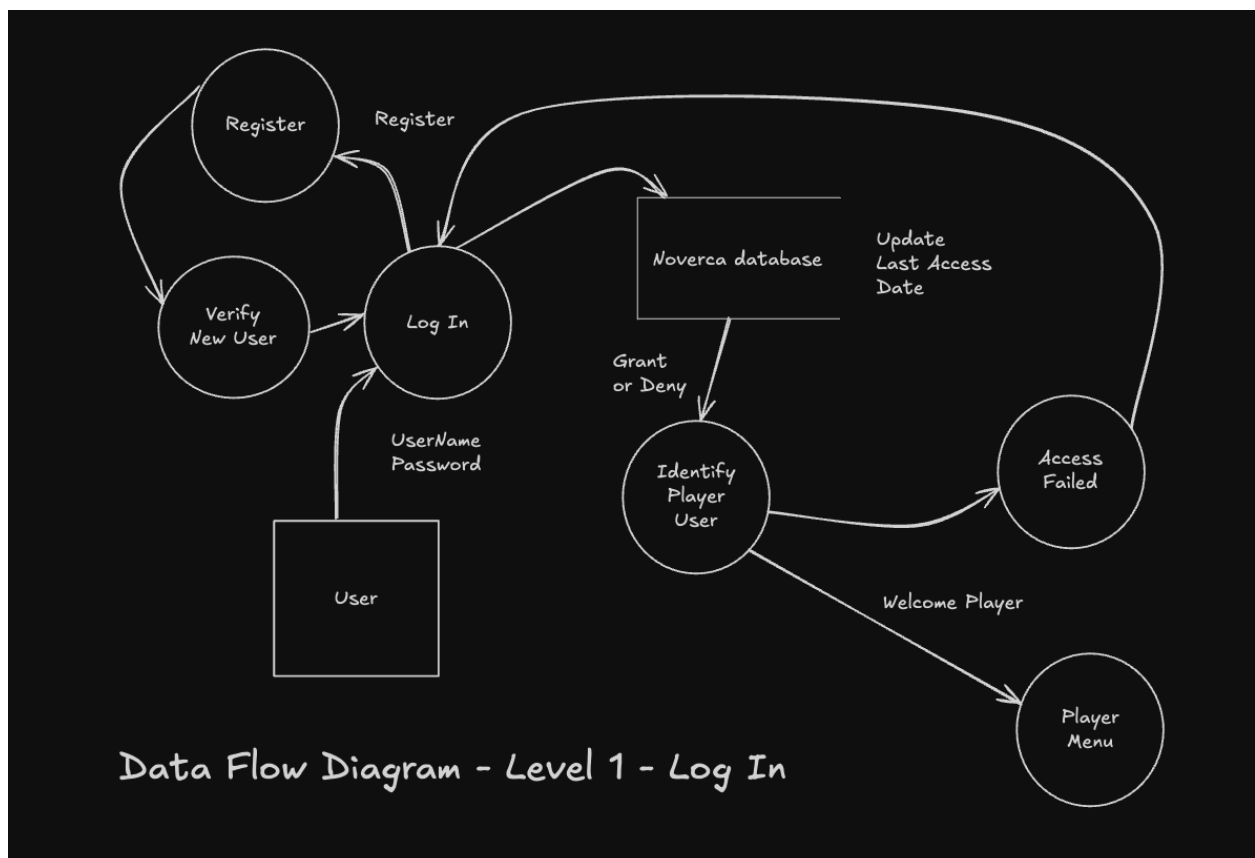 Register
Register
Noverca database
Update
Last Access
Date
Verify
New User
Log In
Grant
or Deny
UserName
Password
Identify
Player
User
Access
Failed
User
Welcome Player
Player
Menu
Data Flow Diagram - Level 1 - Log In